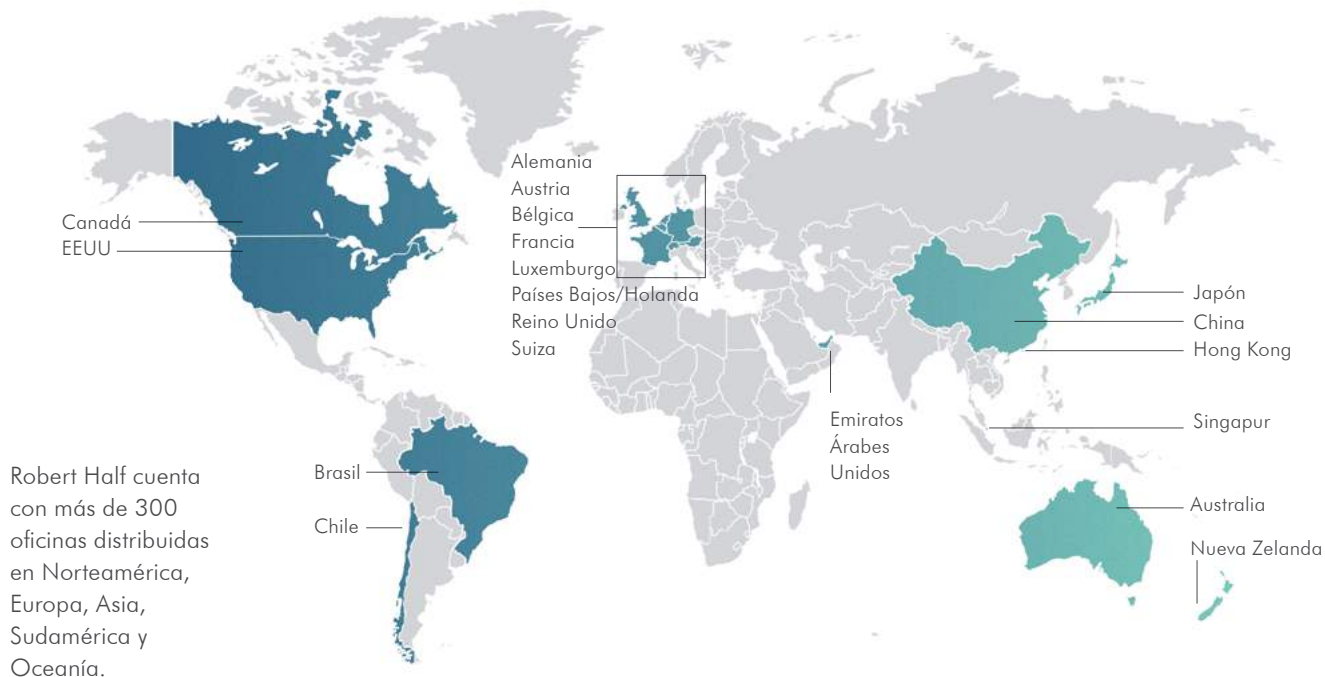 Canadá
EEUU
Alemania
Austria
Bélgica
Francia
Luxemburgo
Países Bajos/Holanda
Reino Unido
Suiza
Japón
China
Hong Kong
Singapur
Emiratos
Árabes
Unidos
Brasil
Chile
Australia
Nueva Zelanda
Robert Half cuenta
con más de 300
oficinas distribuidas
en Norteamérica,
Europa, Asia,
Sudamérica y
Oceanía.